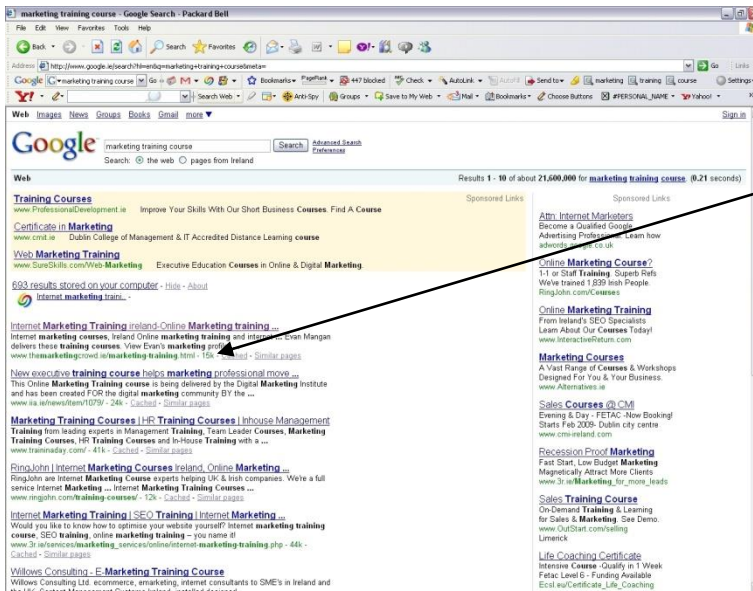 marketing training course - Google Search - Packard Bell
File Edit View Favorites Tools Help
Back Search Favorites
Address http://www.google.ie/search?hl=en&q=marketing+training+course&meta= Go Links
Google marketing training course Go Bookmarks PageRank 447 blocked Check AutoLink AutoFill Send to marketing training course Settings
Y! Search Web Anti-Spy Groups Save to My Web Mail Bookmarks Choose Buttons #PERSONAL_NAME Yahoo!
Web Images News Groups Books Gmail more Sign in
Google marketing training course Search Advanced Search
Preferences
Search: the web pages from Ireland
Web Results 1 - 10 of about 21,600,000 for marketing training course. (0.21 seconds)
Training Courses Sponsored Links
www.ProfessionalDevelopment.ie Improve Your Skills With Our Short Business Courses. Find A Course
Certificate in Marketing
www.cmit.ie Dublin College of Management & IT Accredited Distance Learning course
Web Marketing Training
www.SureSkills.com/Web-Marketing Executive Education Courses in Online & Digital Marketing.
693 results stored on your computer - Hide - About
Internet marketing traini... -
Internet Marketing Training ireland-Online Marketing training ...
Internet marketing courses, Ireland Online marketing training and internet ... Evan Mangan
delivers these training courses. View Evan's marketing
www.themarketingcrowd.ie/marketing-training.html - 15k - Cached - Similar pages
New executive training course helps marketing professional move ...
This Online Marketing Training course is being delivered by the Digital Marketing Institute
and has been created FOR the digital marketing community BY the ...
www.iia.ie/news/item/1079/ - 24k - Cached - Similar pages
Marketing Training Courses | HR Training Courses | Inhouse Management
Training from leading experts in Management Training, Team Leader Courses, Marketing
Training Courses, HR Training Courses and In-House Training with a ...
www.traininaday.com/ - 41k - Cached - Similar pages
RingJohn | Internet Marketing Courses Ireland, Online Marketing ...
RingJohn are Internet Marketing Course experts helping UK & Irish companies. We're a full
service Internet Marketing ... Internet Marketing Training Courses ...
www.ringjohn.com/training-courses/ - 12k - Cached - Similar pages
Internet Marketing Training | SEO Training | Internet Marketing ...
Would you like to know how to optimise your website yourself? Internet marketing training
course, SEO training, online marketing training – you name it!
www.3r.ie/services/marketing_services/online/internet-marketing-training.php - 44k -
Cached - Similar pages
Willows Consulting - E-Marketing Training Course
Willows Consulting Ltd. ecommerce, emarketing, internet consultants to SME's in Ireland and
Sponsored Links
Attn: Internet Marketers
Become a Qualified Google
Advertising Professional. Learn how
adwords.google.co.uk
Online Marketing Course?
1-1 or Staff Training. Superb Refs
We've trained 1,839 Irish People.
RingJohn.com/Courses
Online Marketing Training
From Ireland's SEO Specialists
Learn About Our Courses Today!
www.InteractiveReturn.com
Marketing Courses
A Vast Range of Courses & Workshops
Designed For You & Your Business.
www.Alternatives.ie
Sales Courses @ CMI
Evening & Day - FETAC -Now Booking!
Starts Feb 2009- Dublin city centre
www.cmi-ireland.com
Recession Proof Marketing
Fast Start, Low Budget Marketing
Magnetically Attract More Clients
www.3r.ie/Marketing_for_more_leads
Sales Training Course
On-Demand Training & Learning
for Sales & Marketing. See Demo.
www.OutStart.com/selling
Limerick
Life Coaching Certificate
Intensive Course -Qualify in 1 Week
Fetac Level 6 - Funding Available
Ecsl.eu/Certificate_Life_Coaching